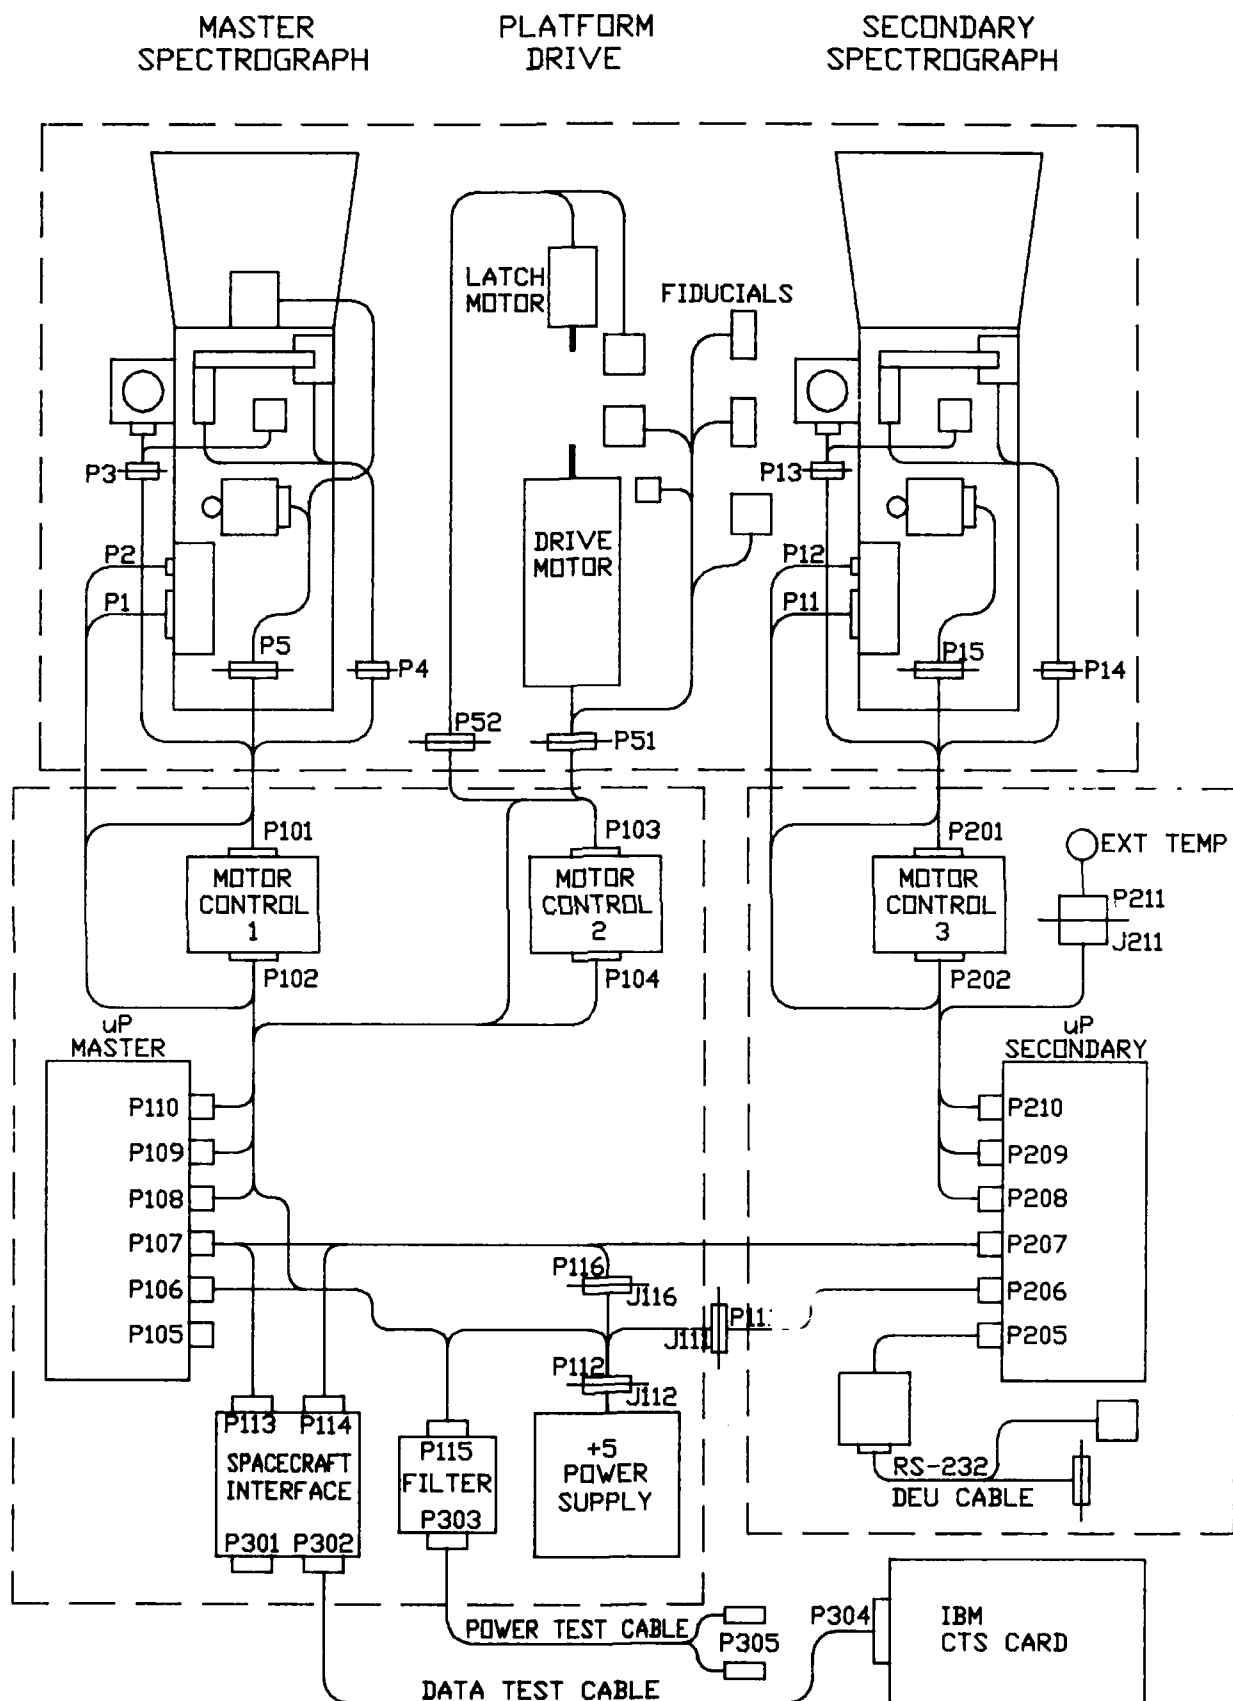 MASTER
SPECTROGRAPH
PLATFORM
DRIVE
SECONDARY
SPECTROGRAPH
LATCH
MOTOR
FIDUCIALS
P3
P13
P2
P1
DRIVE
MOTOR
P12
P11
P5
P4
P15
P14
P52
P51
P101
P103
P201
EXT TEMP
MOTOR
CONTROL
1
MOTOR
CONTROL
2
MOTOR
CONTROL
3
P211
J211
P102
P104
P202
uP
MASTER
uP
SECONDARY
P110
P109
P108
P107
P106
P105
P210
P209
P208
P207
P206
P205
P116
J116
J111
P112
J112
P113
P114
SPACECRAFT
INTERFACE
P301
P302
P115
FILTER
P303
+5
POWER
SUPPLY
RS-232
DEU CABLE
POWER TEST CABLE
P305
P304
IBM
CTS CARD
DATA TEST CABLE